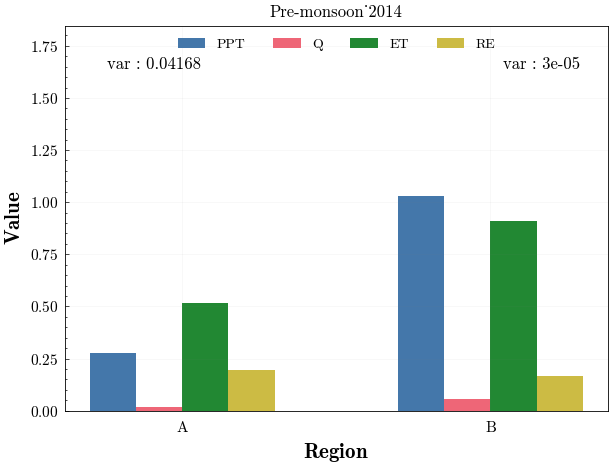 Pre-monsoon˙2014
PPT Q ET RE
var : 0.04168 var : 3e-05
1.75
1.50
1.25
1.00
0.75
0.50
0.25
0.00
Value
A B
Region